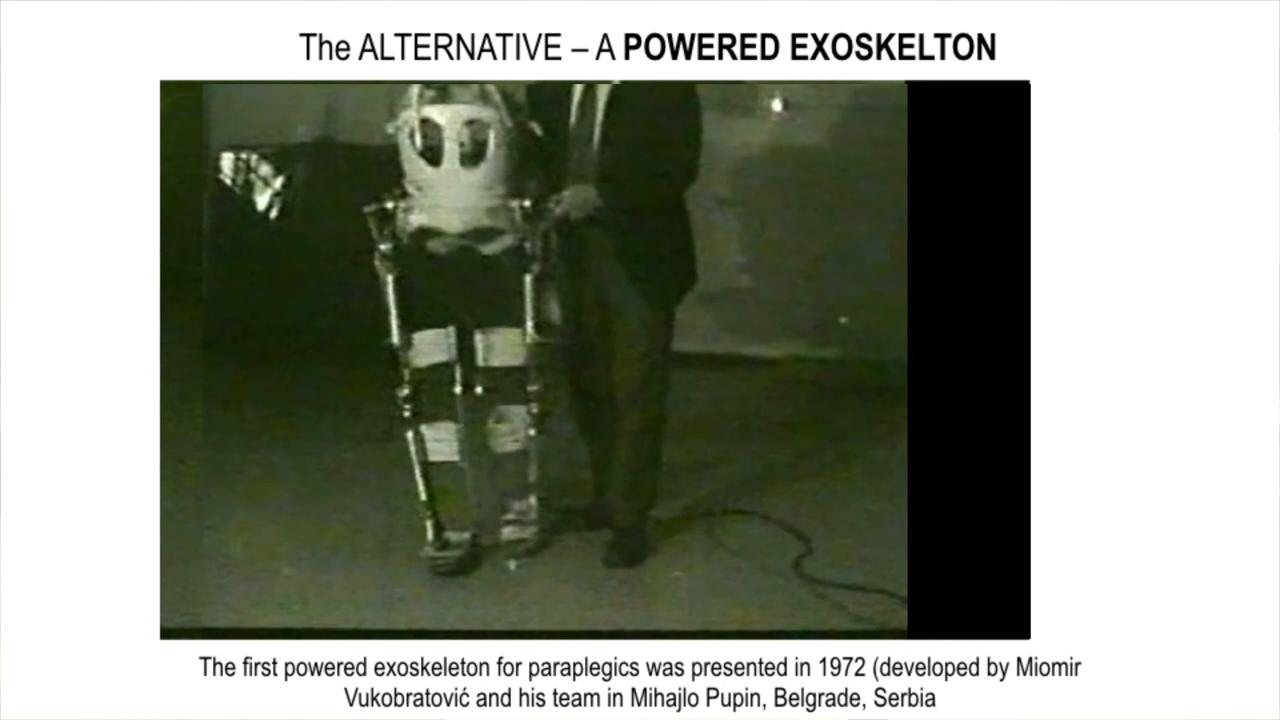 The ALTERNATIVE – A POWERED EXOSKELTON
The first powered exoskeleton for paraplegics was presented in 1972 (developed by Miomir
Vukobratović and his team in Mihajlo Pupin, Belgrade, Serbia